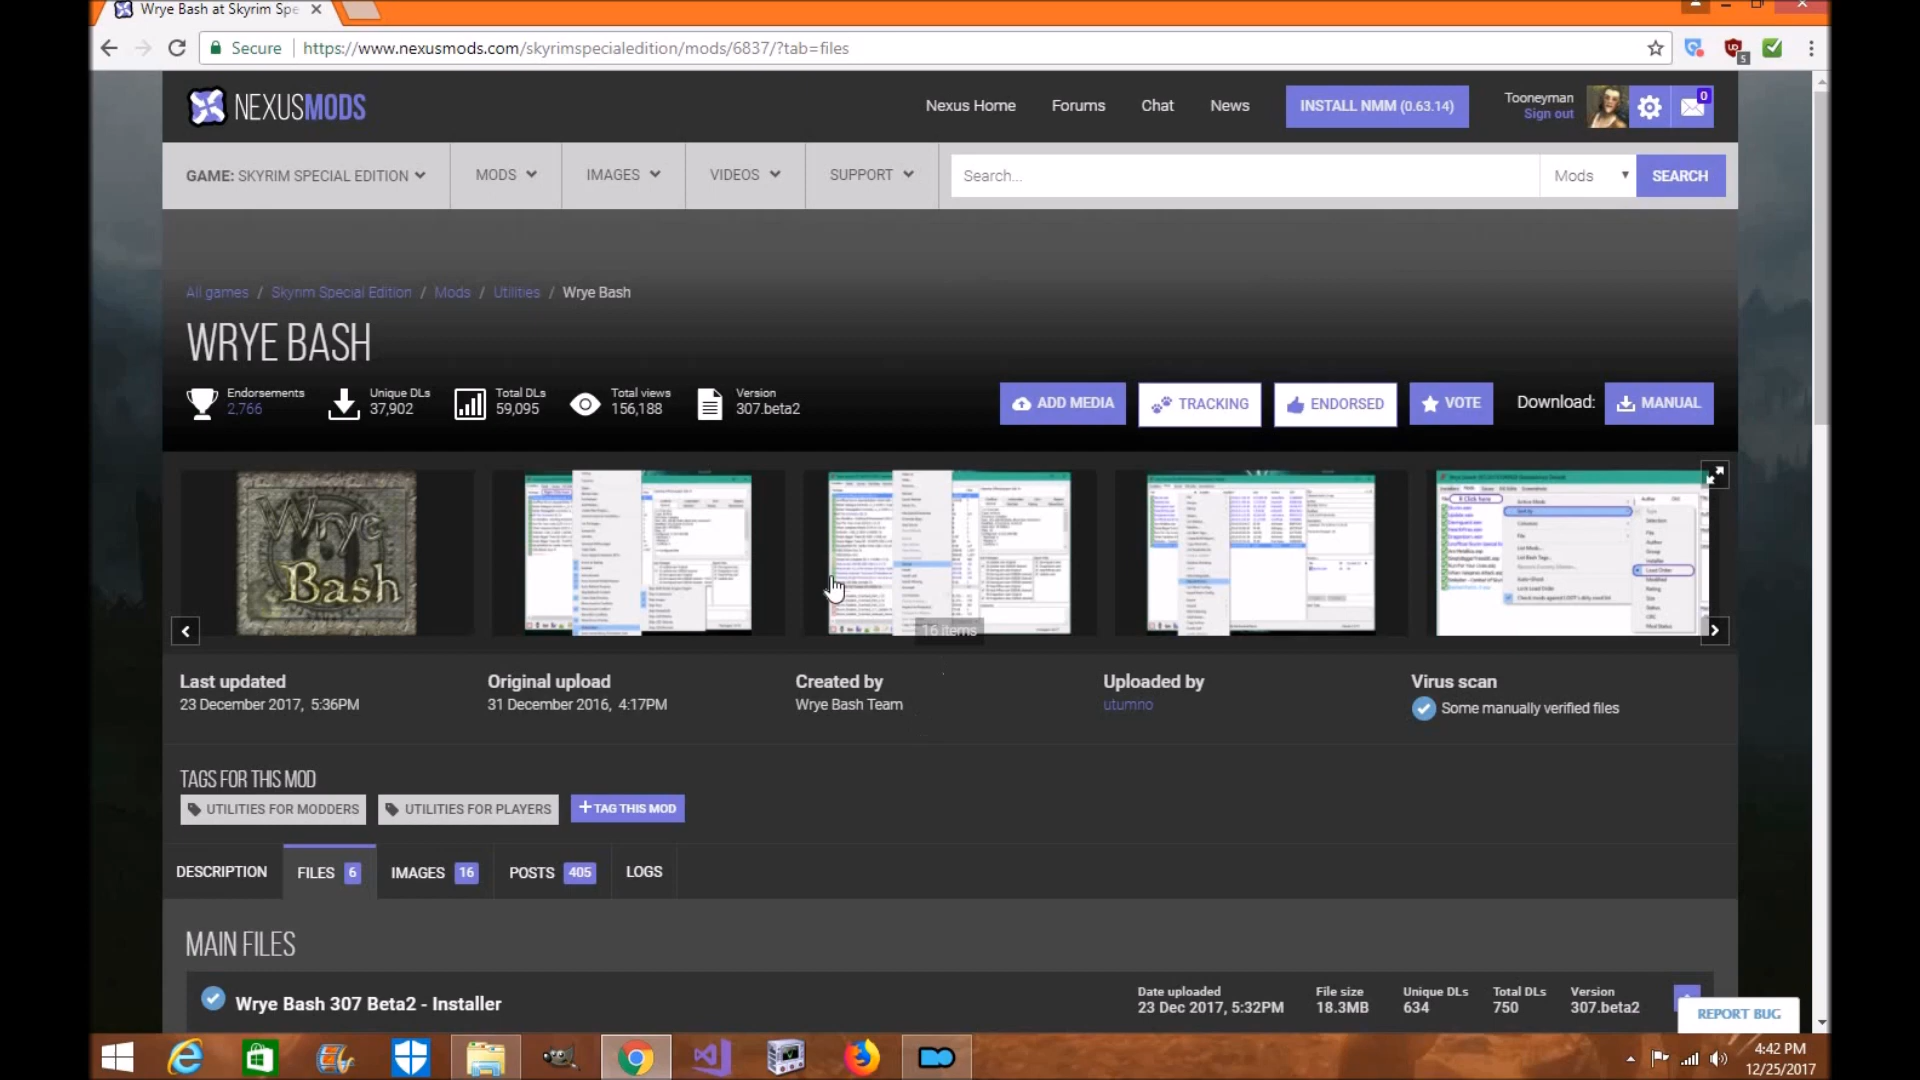 Wrye Bash at Skyrim Spe
Secure
https://www.nexusmods.com/skyrimspecialedition/mods/6837/?tab=files
5
NEXUSMODS
Nexus Home
Forums
Chat
News
INSTALL NMM (0.63.14)
Tooneyman
Sign out
0
GAME: SKYRIM SPECIAL EDITION
MODS
IMAGES
VIDEOS
SUPPORT
Search...
Mods
SEARCH
All games / Skyrim Special Edition / Mods / Utilities / Wrye Bash
WRYE BASH
Endorsements
2,766
Unique DLs
37,902
Total DLs
59,095
Total views
156,188
Version
307.beta2
ADD MEDIA
TRACKING
ENDORSED
VOTE
Download:
MANUAL
Wrye
Bash
Click here
16 items
Last updated
23 December 2017, 5:36PM
Original upload
31 December 2016, 4:17PM
Created by
Wrye Bash Team
Uploaded by
utumno
Virus scan
Some manually verified files
TAGS FOR THIS MOD
UTILITIES FOR MODDERS
UTILITIES FOR PLAYERS
+ TAG THIS MOD
DESCRIPTION
FILES 6
IMAGES 16
POSTS 405
LOGS
MAIN FILES
Wrye Bash 307 Beta2 - Installer
Date uploaded
23 Dec 2017, 5:32PM
File size
18.3MB
Unique DLs
634
Total DLs
750
Version
307.beta2
REPORT BUG
4:42 PM
12/25/2017